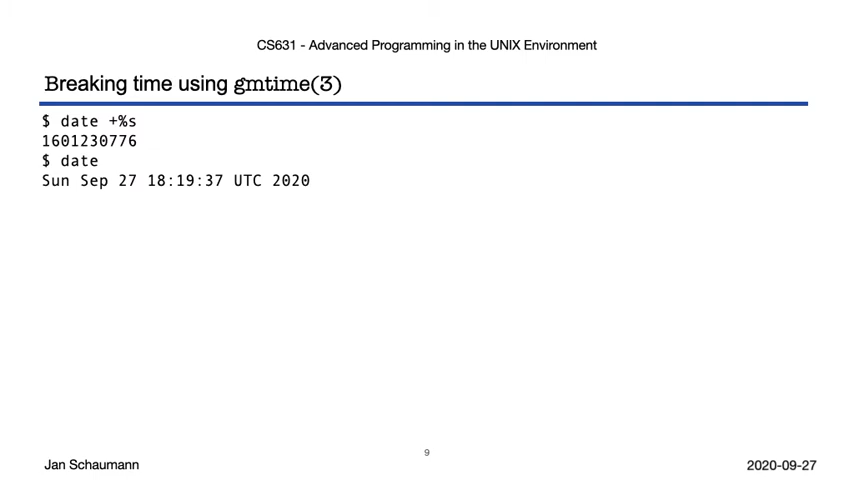 CS631 - Advanced Programming in the UNIX Environment
Breaking time using gmtime(3)
$ date +%s
1601230776
$ date
Sun Sep 27 18:19:37 UTC 2020
9
Jan Schaumann
2020-09-27